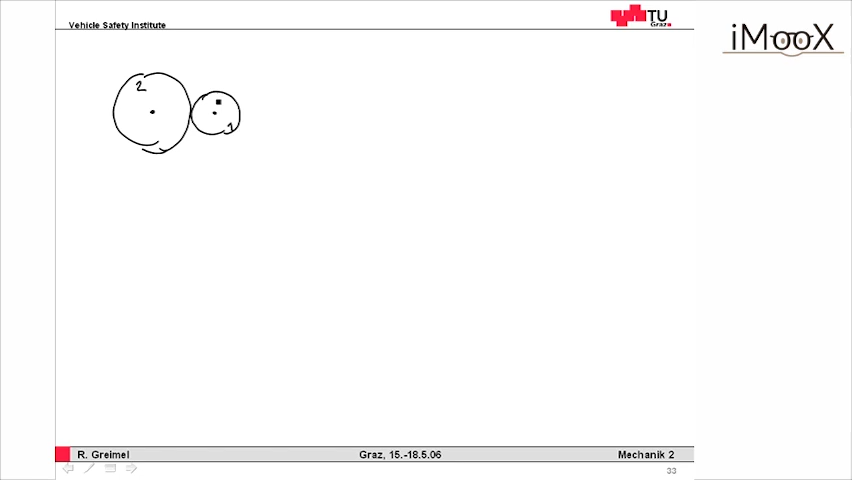 Vehicle Safety Institute
TU
Graz
iMooX
2
1
R. Greimel
Graz, 15.-18.5.06
Mechanik 2
33